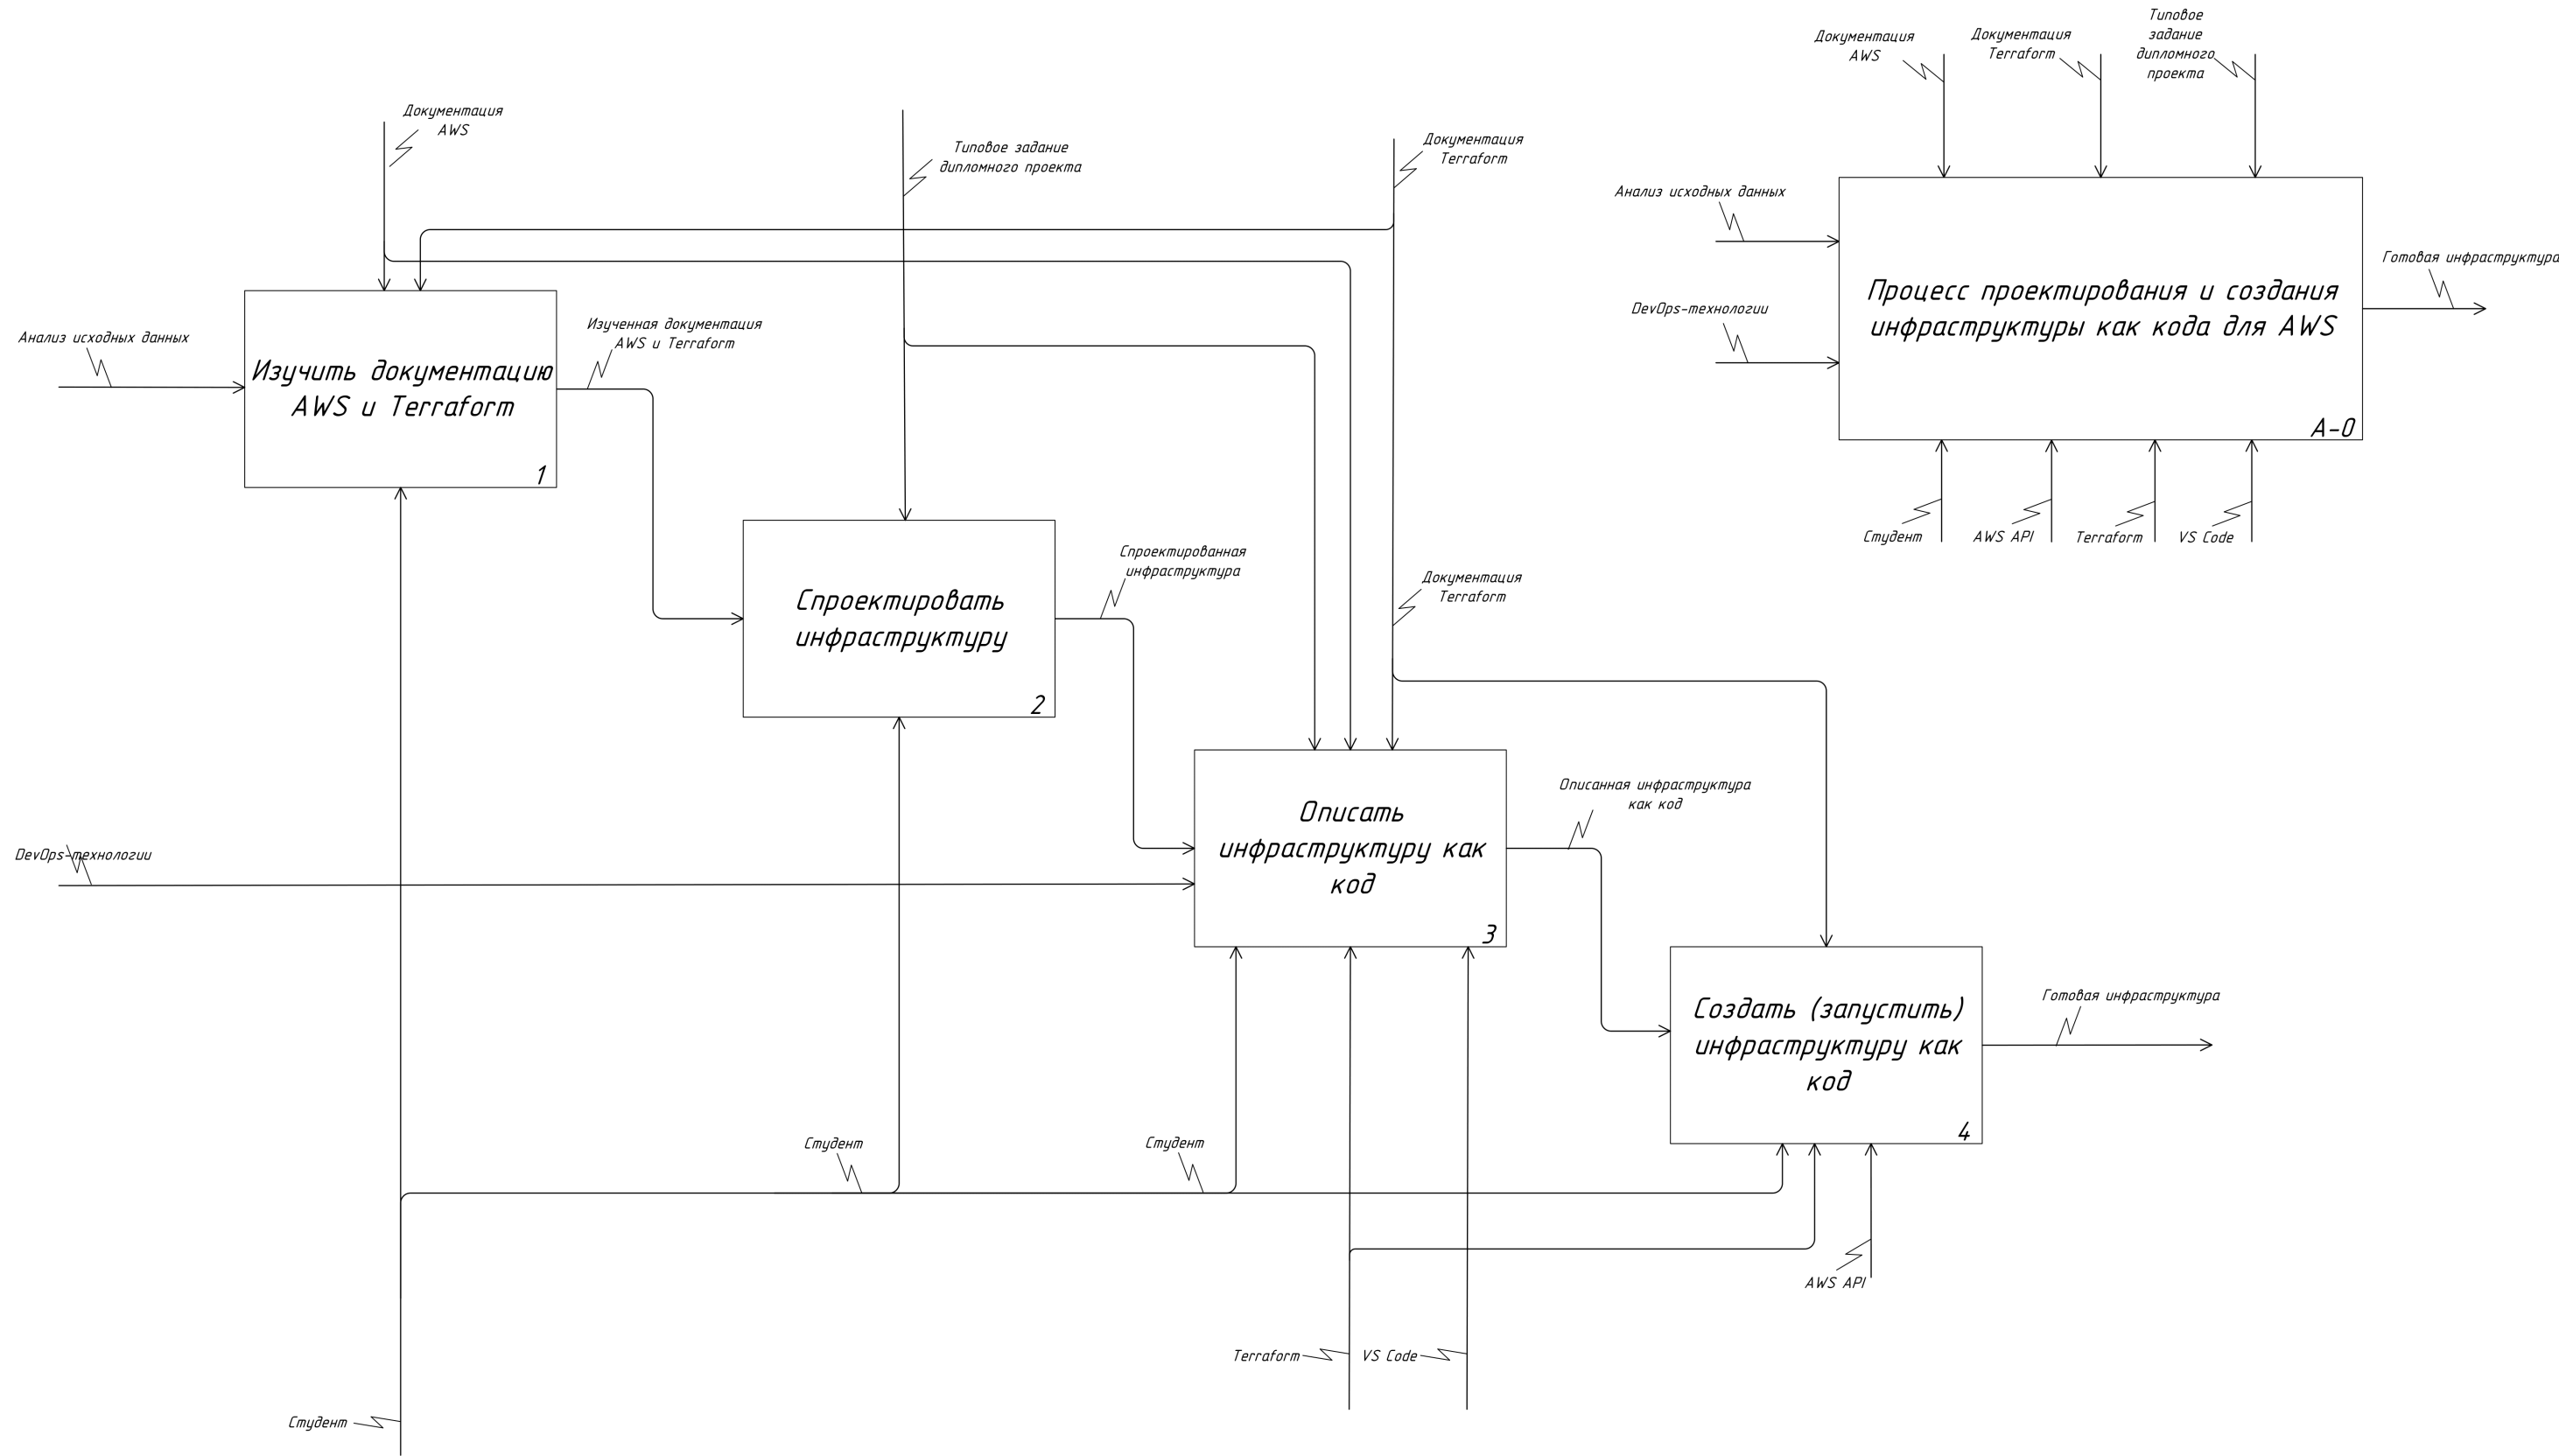 Документация
AWS
Типовое задание
дипломного проекта
Документация
Terraform
Анализ исходных данных
Изучить документацию
AWS и Terraform
1
Изученная документация
AWS и Terraform
Спроектировать
инфраструктуру
2
Спроектированная
инфраструктура
Документация
Terraform
DevOps-технологии
Описать
инфраструктуру как
код
3
Описанная инфраструктура
как код
Создать (запустить)
инфраструктуру как
код
4
Готовая инфраструктура
Студент
Студент
AWS API
Terraform
VS Code
Студент
Документация
AWS
Документация
Terraform
Типовое
задание
дипломного
проекта
Анализ исходных данных
DevOps-технологии
Процесс проектирования и создания
инфраструктуры как кода для AWS
A-0
Готовая инфраструктура
Студент
AWS API
Terraform
VS Code